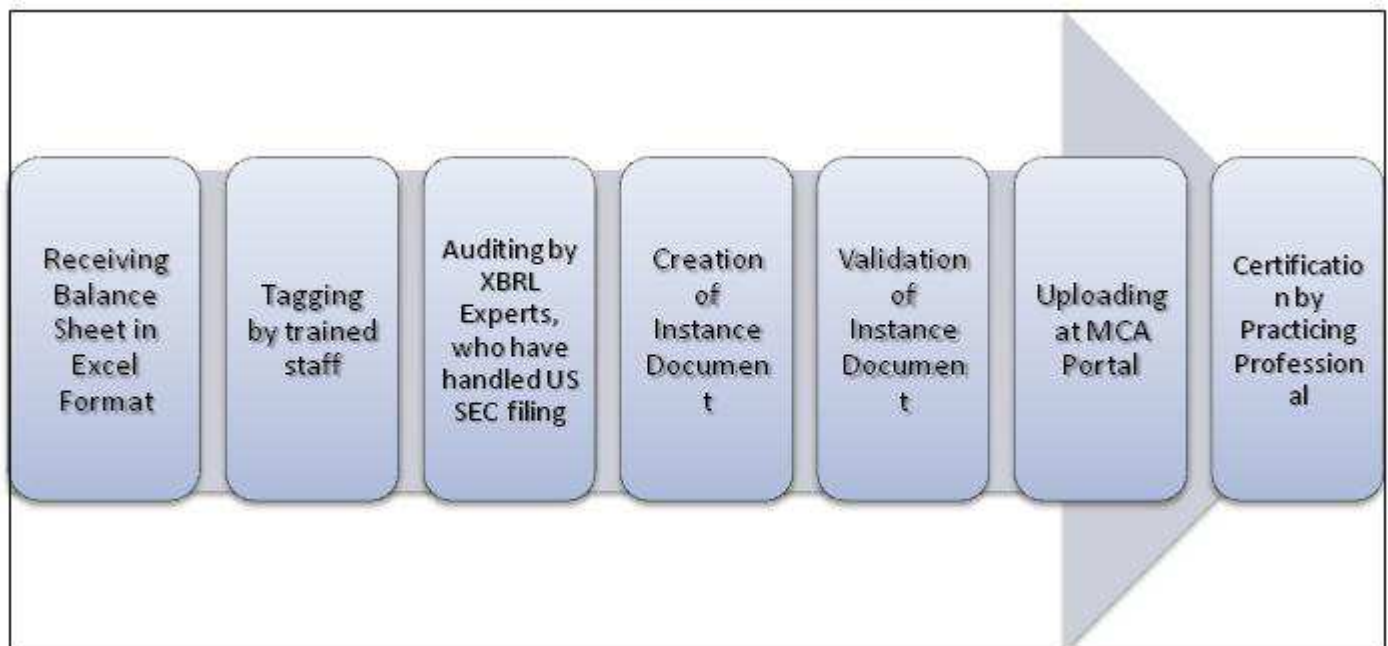 Receiving
Balance
Sheet in
Excel
Format
Tagging
by trained
staff
Auditing by
XBRL
Experts,
who have
handled US
SEC filing
Creation
of
Instance
Documen
t
Validation
of
Instance
Documen
t
Uploading
at MCA
Portal
Certificatio
n by
Practicing
Profession
al